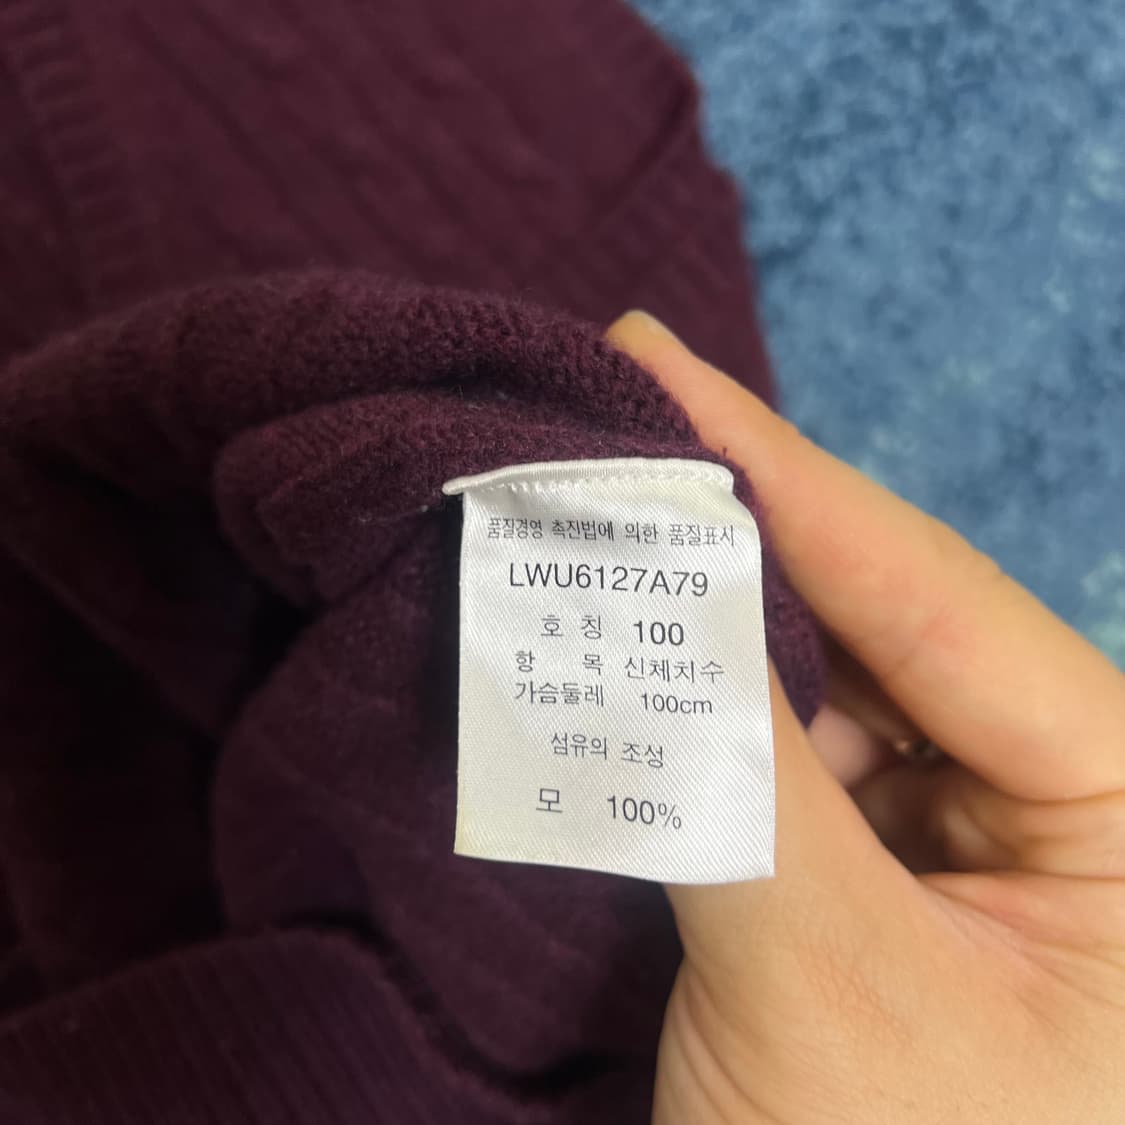 품질경영 촉진법에 의한 품질표시
LWU6127A79
호 칭 100
항 목 신체치수
가슴둘레 100cm
섬유의 조성
모 100%